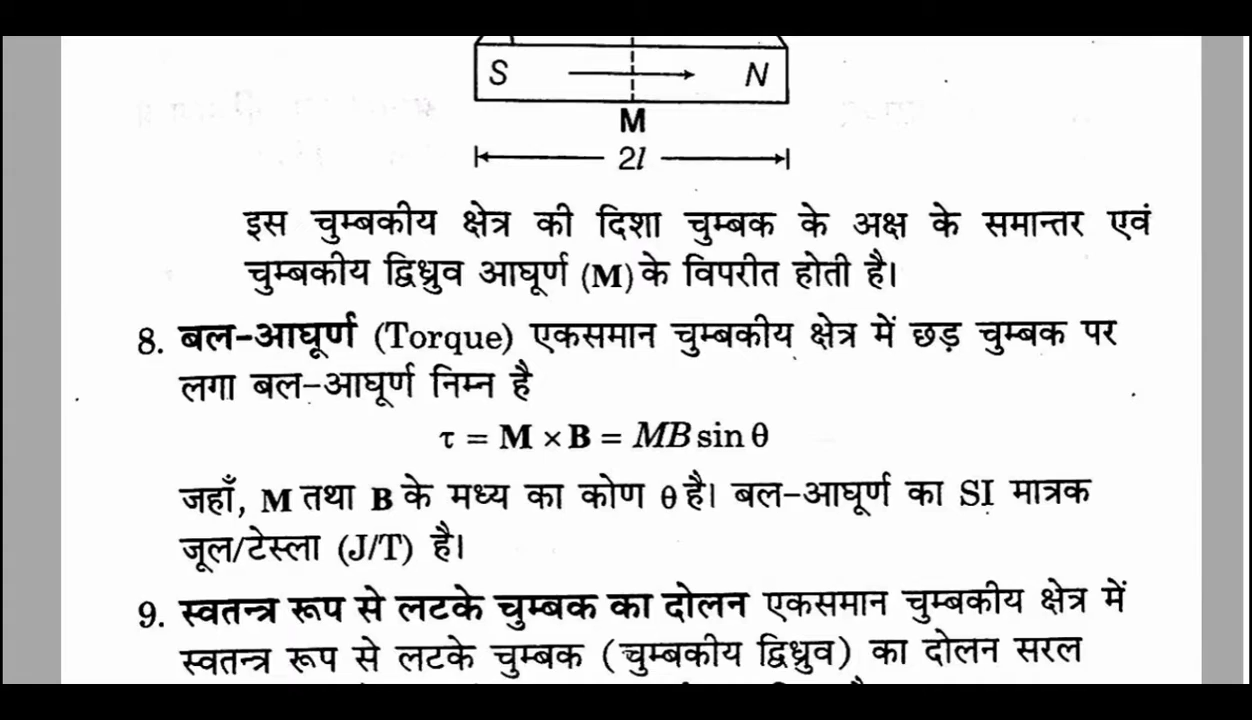 S N
M
2l
इस चुम्बकीय क्षेत्र की दिशा चुम्बक के अक्ष के समान्तर एवं
चुम्बकीय द्विध्रुव आघूर्ण (M) के विपरीत होती है।
8. बल-आघूर्ण (Torque) एकसमान चुम्बकीय क्षेत्र में छड़ चुम्बक पर
लगा बल-आघूर्ण निम्न है
τ = M × B = MB sin θ
जहाँ, M तथा B के मध्य का कोण θ है। बल-आघूर्ण का SI मात्रक
जूल/टेस्ला (J/T) है।
9. स्वतन्त्र रूप से लटके चुम्बक का दोलन एकसमान चुम्बकीय क्षेत्र में
स्वतन्त्र रूप से लटके चुम्बक (चुम्बकीय द्विध्रुव) का दोलन सरल